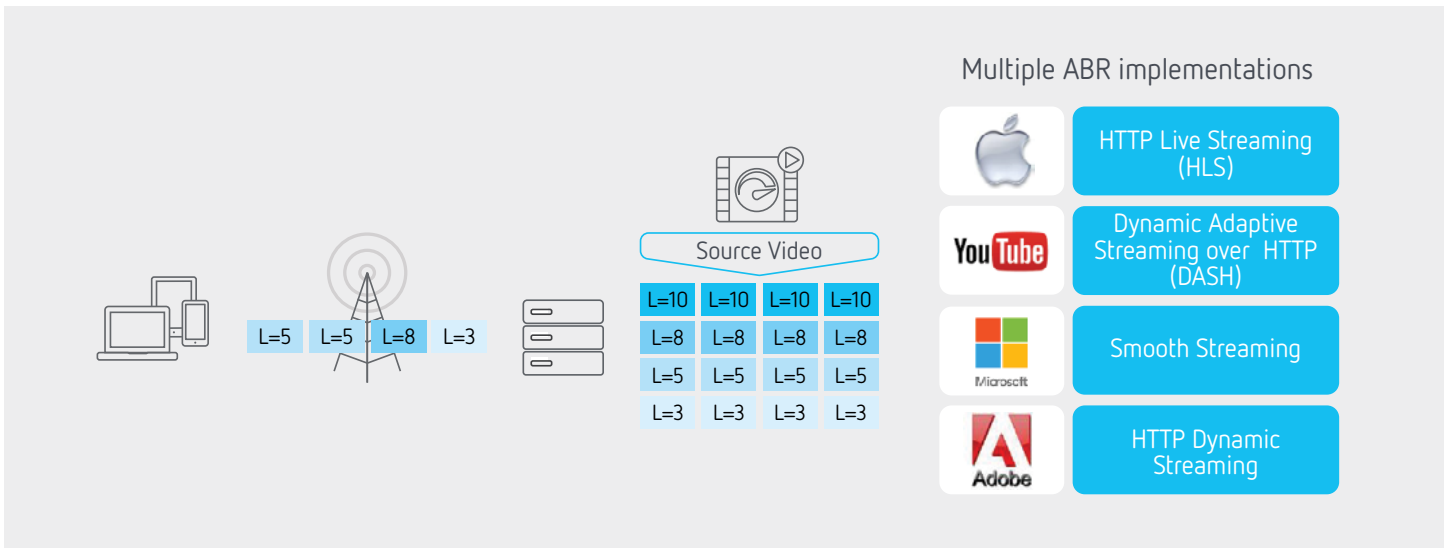 Multiple ABR implementations
HTTP Live Streaming
(HLS)
YouTube
Dynamic Adaptive
Streaming over HTTP
(DASH)
Microsoft
Smooth Streaming
Adobe
HTTP Dynamic
Streaming
Source Video
L=10 L=10 L=10 L=10
L=8 L=8 L=8 L=8
L=5 L=5 L=5 L=5
L=3 L=3 L=3 L=3
L=5 L=5 L=8 L=3